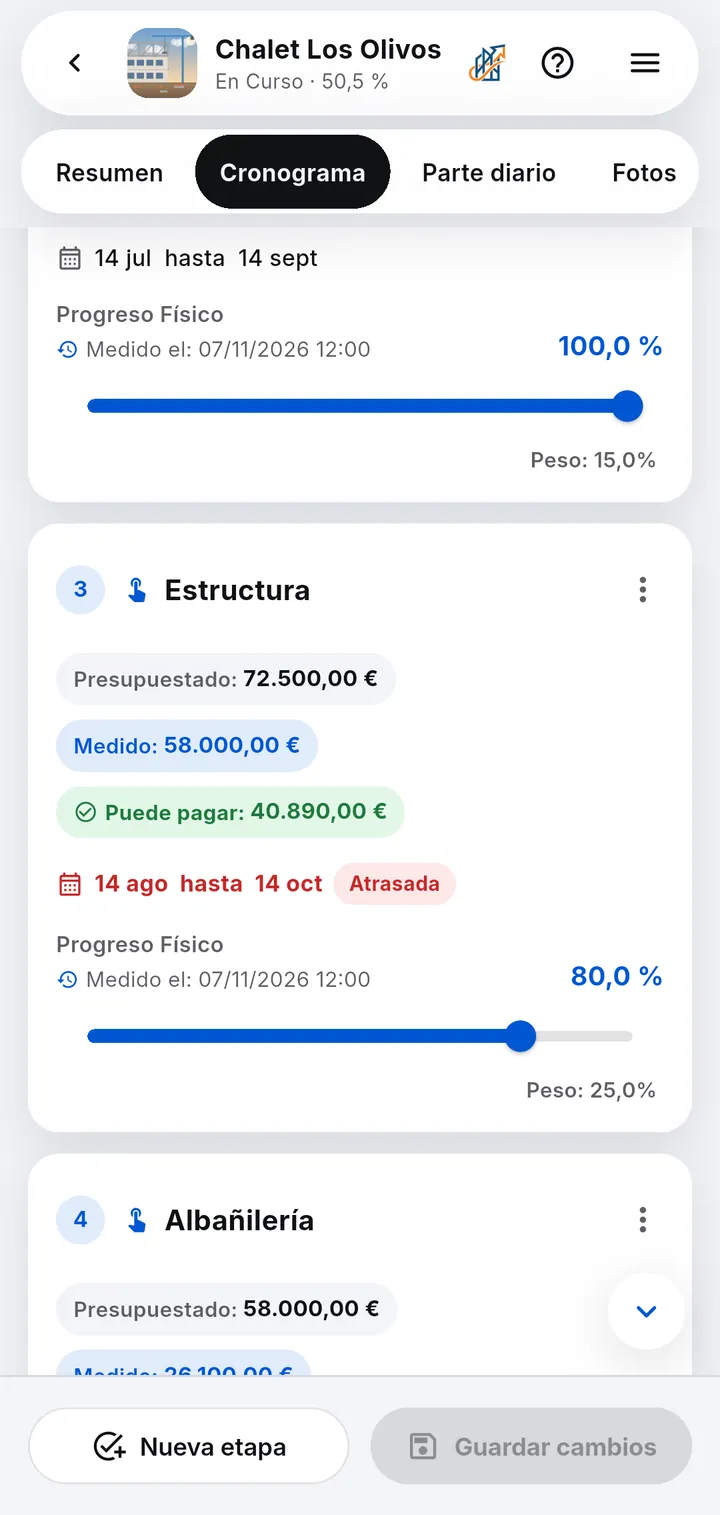 Chalet Los Olivos
En Curso · 50,5 %
Resumen
Cronograma
Parte diario
Fotos
14 jul hasta 14 sept
Progreso Físico
Medido el: 07/11/2026 12:00
100,0 %
Peso: 15,0%
3
Estructura
Presupuestado: 72.500,00 €
Medido: 58.000,00 €
Puede pagar: 40.890,00 €
14 ago hasta 14 oct
Atrasada
Progreso Físico
Medido el: 07/11/2026 12:00
80,0 %
Peso: 25,0%
4
Albañilería
Presupuestado: 58.000,00 €
Medido: 26.100,00 €
Nueva etapa
Guardar cambios